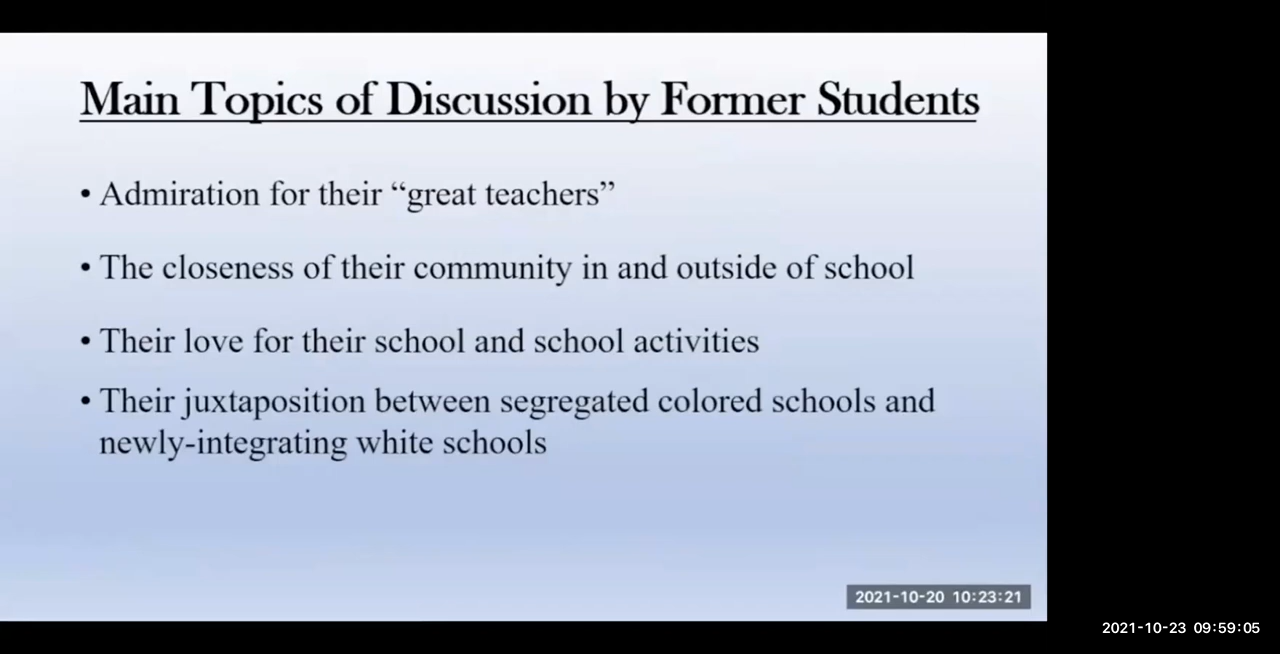 Main Topics of Discussion by Former Students
• Admiration for their “great teachers”
• The closeness of their community in and outside of school
• Their love for their school and school activities
• Their juxtaposition between segregated colored schools and
newly-integrating white schools
2021-10-20 10:23:21
2021-10-23 09:59:05